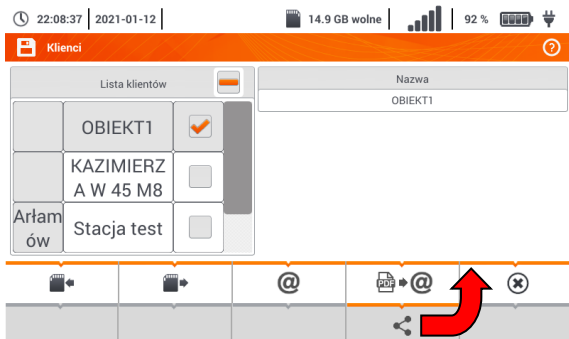 22:08:37 2021-01-12 14.9 GB wolne 92 %
Klienci ?
Lista klientów
Nazwa
OBIEKT1
OBIEKT1
KAZIMIERZ
A W 45 M8
Arłam
ów
Stacja test
@ PDF @